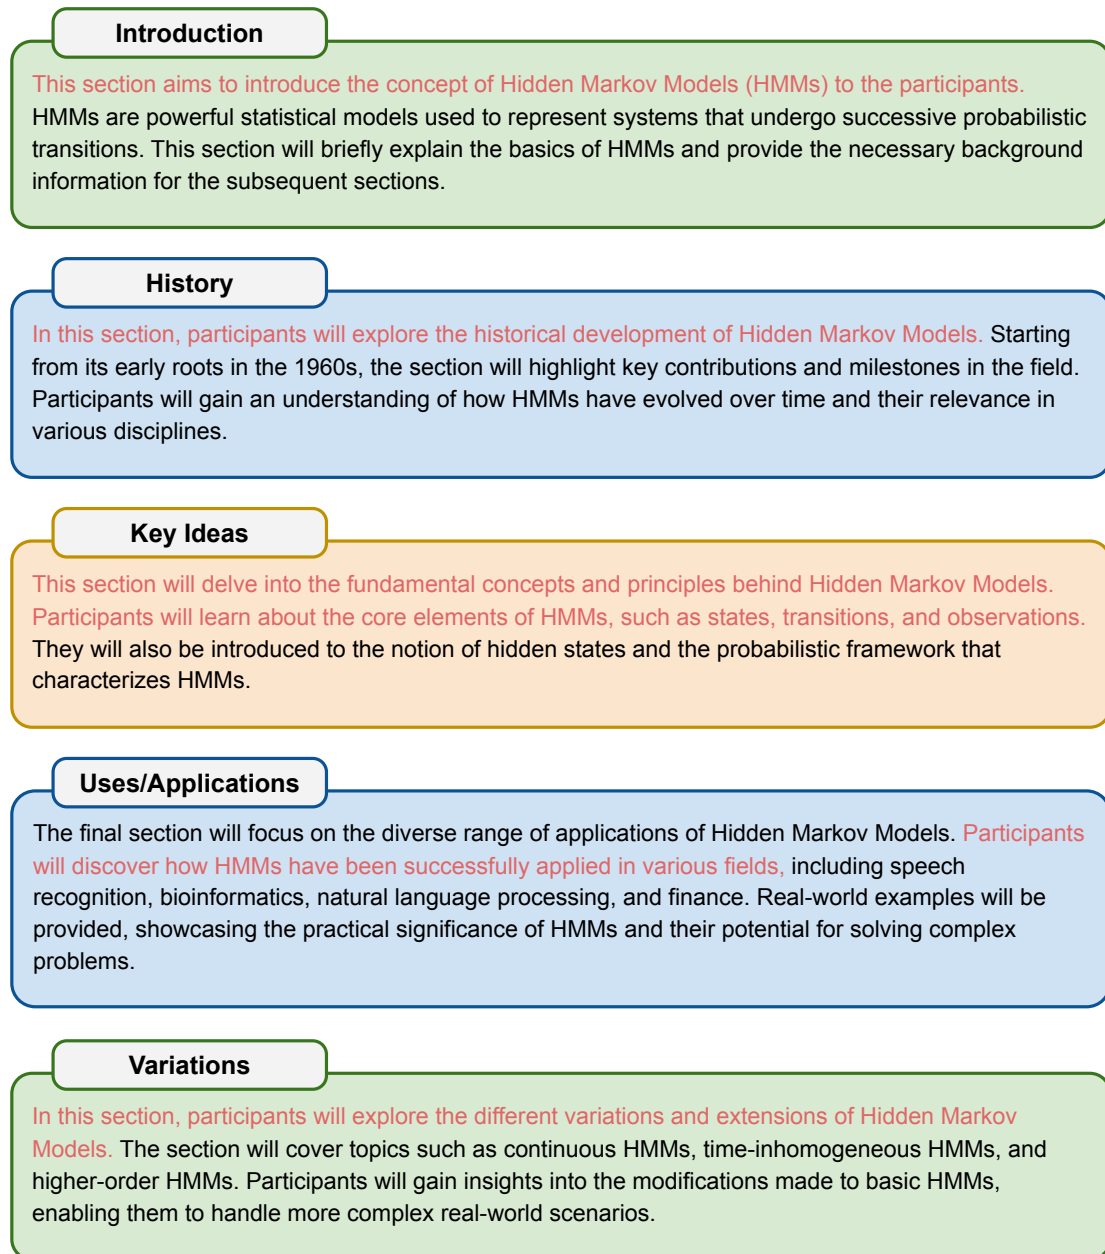 Introduction
This section aims to introduce the concept of Hidden Markov Models (HMMs) to the participants.
HMMs are powerful statistical models used to represent systems that undergo successive probabilistic
transitions. This section will briefly explain the basics of HMMs and provide the necessary background
information for the subsequent sections.
History
In this section, participants will explore the historical development of Hidden Markov Models. Starting
from its early roots in the 1960s, the section will highlight key contributions and milestones in the field.
Participants will gain an understanding of how HMMs have evolved over time and their relevance in
various disciplines.
Key Ideas
This section will delve into the fundamental concepts and principles behind Hidden Markov Models.
Participants will learn about the core elements of HMMs, such as states, transitions, and observations.
They will also be introduced to the notion of hidden states and the probabilistic framework that
characterizes HMMs.
Uses/Applications
The final section will focus on the diverse range of applications of Hidden Markov Models. Participants
will discover how HMMs have been successfully applied in various fields, including speech
recognition, bioinformatics, natural language processing, and finance. Real-world examples will be
provided, showcasing the practical significance of HMMs and their potential for solving complex
problems.
Variations
In this section, participants will explore the different variations and extensions of Hidden Markov
Models. The section will cover topics such as continuous HMMs, time-inhomogeneous HMMs, and
higher-order HMMs. Participants will gain insights into the modifications made to basic HMMs,
enabling them to handle more complex real-world scenarios.